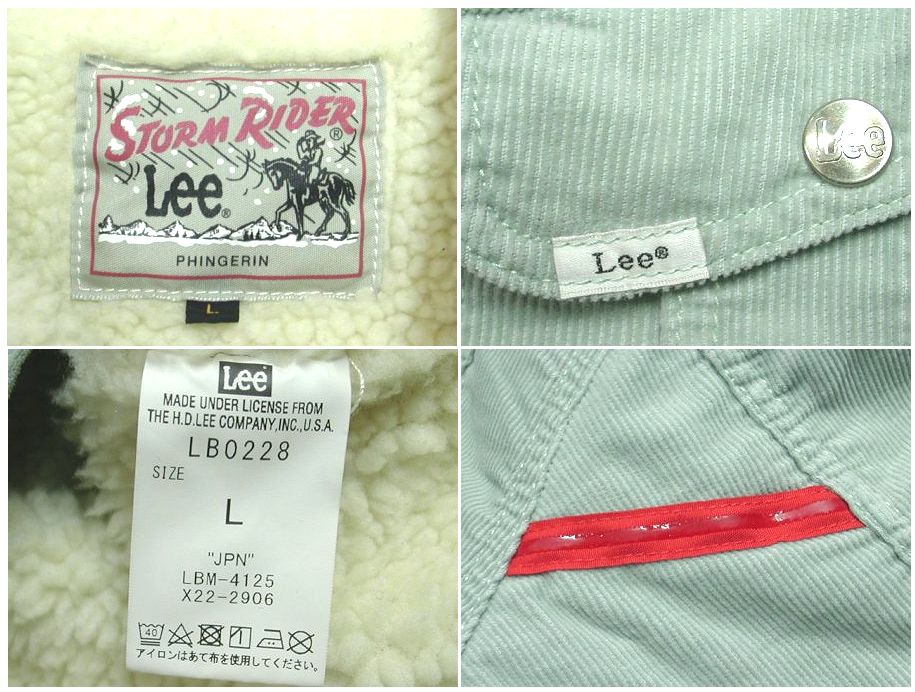 STORM RIDER®
Lee®
PHINGERIN
L
Lee
Lee®
Lee
MADE UNDER LICENSE FROM
THE H.D.LEE COMPANY,INC.,U.S.A.
LB0228
SIZE
L
"JPN"
LBM-4125
X22-2906
40
アイロンはあて布を使用してください。